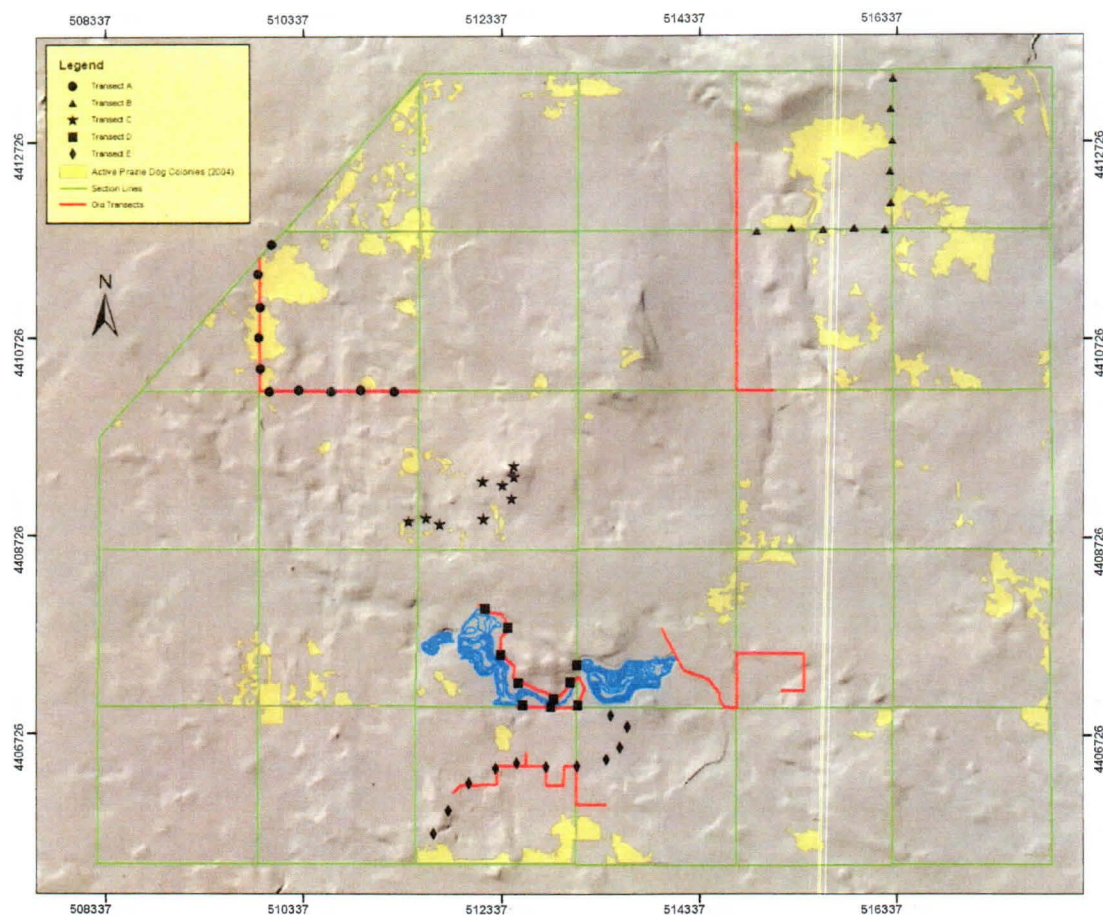 508337 510337 512337 514337 516337
Legend
Transect A
Transect B
Transect C
Transect D
Transect E
Active Prairie Dog Colonies (2004)
Section Lines
Old Transects
4412726 4412726
N
4410726 4410726
4408726 4408726
4406726 4406726
508337 510337 512337 514337 516337